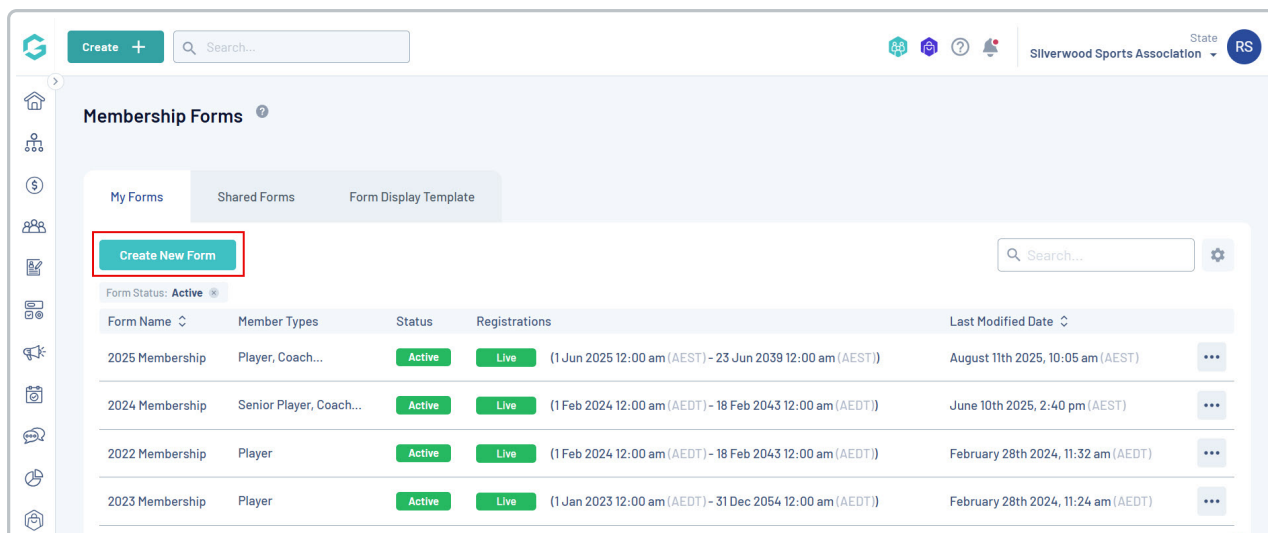 Create +
Search...
State
Silverwood Sports Association
RS
Membership Forms
My Forms Shared Forms Form Display Template
Create New Form
Search...
Form Status: Active
Form Name Member Types Status Registrations Last Modified Date
2025 Membership Player, Coach... Active Live (1 Jun 2025 12:00 am (AEST) - 23 Jun 2039 12:00 am (AEST)) August 11th 2025, 10:05 am (AEST)
2024 Membership Senior Player, Coach... Active Live (1 Feb 2024 12:00 am (AEDT) - 18 Feb 2043 12:00 am (AEDT)) June 10th 2025, 2:40 pm (AEST)
2022 Membership Player Active Live (1 Feb 2024 12:00 am (AEDT) - 18 Feb 2043 12:00 am (AEDT)) February 28th 2024, 11:32 am (AEDT)
2023 Membership Player Active Live (1 Jan 2023 12:00 am (AEDT) - 31 Dec 2054 12:00 am (AEDT)) February 28th 2024, 11:24 am (AEDT)